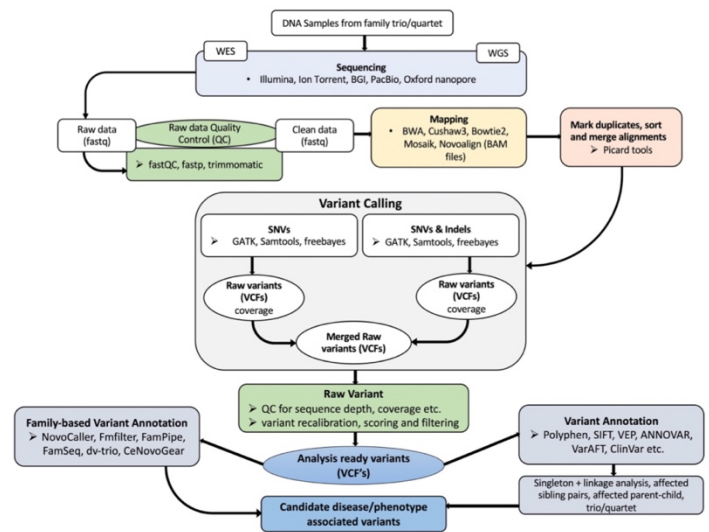 DNA Samples from family trio/quartet
WES
WGS
Sequencing
• Illumina, Ion Torrent, BGI, PacBio, Oxford nanopore
Raw data
(fastq)
Raw data Quality
Control (QC)
Clean data
(fastq)
➢ fastQC, fastp, trimmomatic
Mapping
• BWA, Cushaw3, Bowtie2,
Mosaik, Novoalign (BAM
files)
Mark duplicates, sort
and merge alignments
➢ Picard tools
Variant Calling
SNVs
➢ GATK, Samtools, freebayes
SNVs & Indels
➢ GATK, Samtools, freebayes
Raw variants
(VCFs)
coverage
Raw variants
(VCFs)
coverage
Merged Raw
variants (VCFs)
Raw Variant
➢ QC for sequence depth, coverage etc.
➢ variant recalibration, scoring and filtering
Family-based Variant Annotation
➢ NovoCaller, Fmfilter, FamPipe,
FamSeq, dv-trio, CeNovoGear
Analysis ready variants
(VCF's)
Variant Annotation
➢ Polyphen, SIFT, VEP, ANNOVAR,
VarAFT, ClinVar etc.
Singleton + linkage analysis, affected
sibling pairs, affected parent-child,
trio/quartet
Candidate disease/phenotype
associated variants